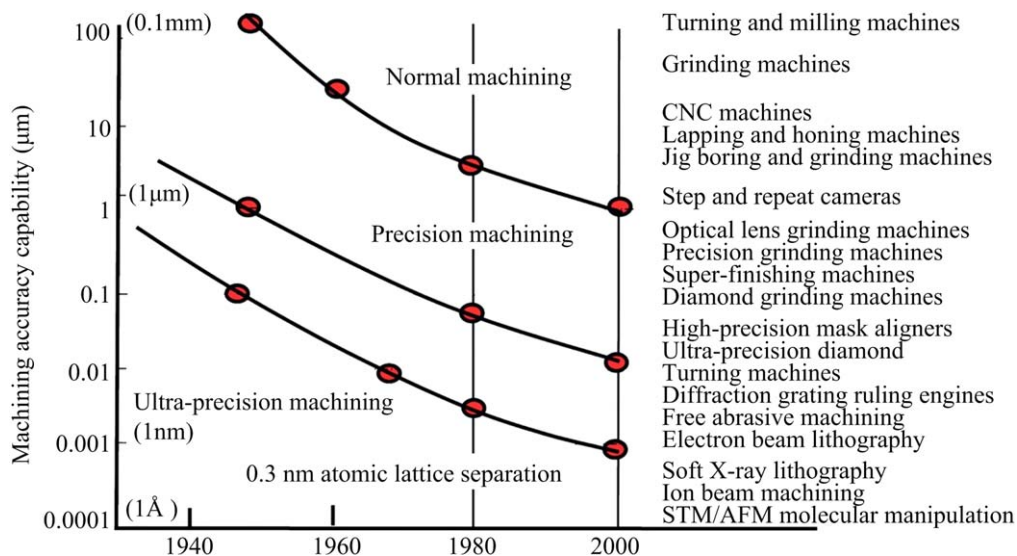 Machining accuracy capability (μm)
100
10
1
0.1
0.01
0.001
0.0001
(0.1mm)
(1μm)
(1nm)
(1Å )
Normal machining
Precision machining
Ultra-precision machining
0.3 nm atomic lattice separation
1940
1960
1980
2000
Turning and milling machines
Grinding machines
CNC machines
Lapping and honing machines
Jig boring and grinding machines
Step and repeat cameras
Optical lens grinding machines
Precision grinding machines
Super-finishing machines
Diamond grinding machines
High-precision mask aligners
Ultra-precision diamond
Turning machines
Diffraction grating ruling engines
Free abrasive machining
Electron beam lithography
Soft X-ray lithography
Ion beam machining
STM/AFM molecular manipulation